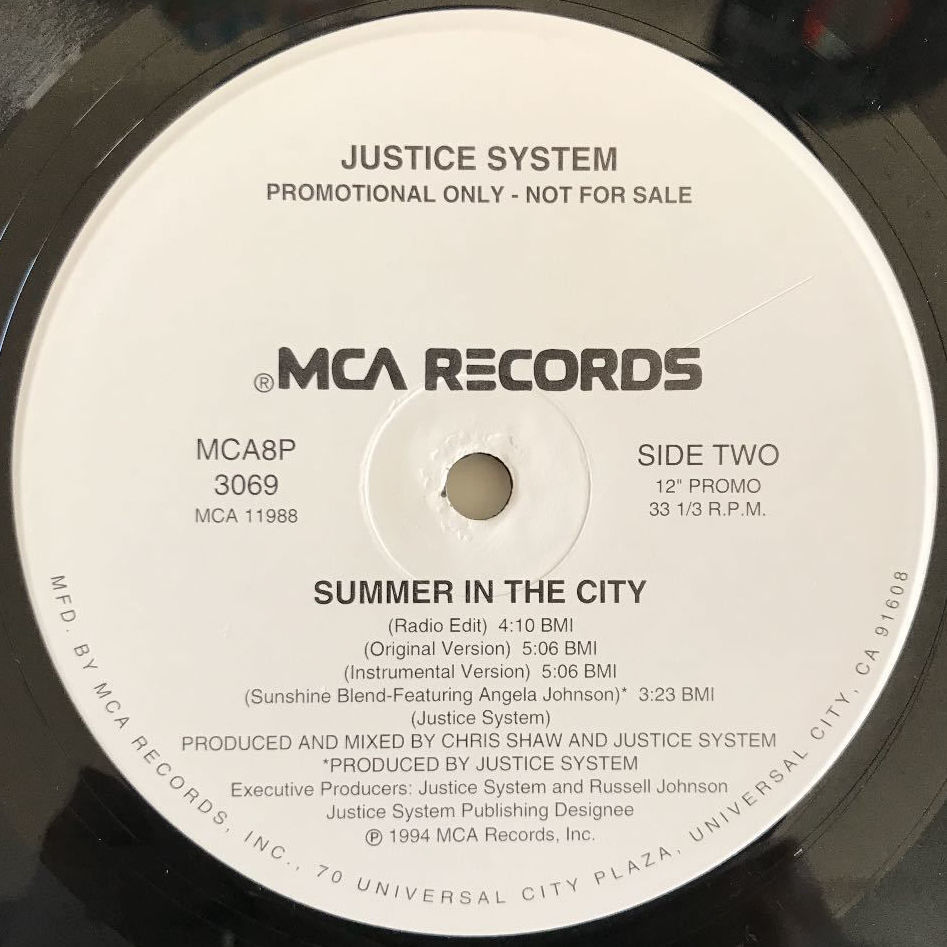 JUSTICE SYSTEM
PROMOTIONAL ONLY - NOT FOR SALE
®MCA RECORDS
MCA8P
3069
MCA 11988
SIDE TWO
12" PROMO
33 1/3 R.P.M.
SUMMER IN THE CITY
(Radio Edit) 4:10 BMI
(Original Version) 5:06 BMI
(Instrumental Version) 5:06 BMI
(Sunshine Blend-Featuring Angela Johnson)* 3:23 BMI
(Justice System)
PRODUCED AND MIXED BY CHRIS SHAW AND JUSTICE SYSTEM
*PRODUCED BY JUSTICE SYSTEM
Executive Producers: Justice System and Russell Johnson
Justice System Publishing Designee
℗ 1994 MCA Records, Inc.
MFD. BY MCA RECORDS, INC., 70 UNIVERSAL CITY PLAZA, UNIVERSAL CITY, CA 91608